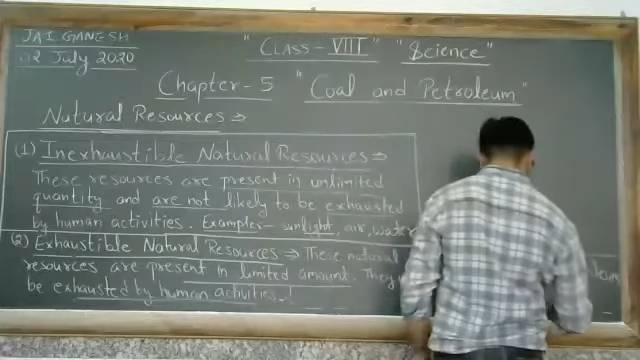 JAI GANESH
02 July 2020
"CLASS - VIII" "Science"
Chapter - 5 "Coal and Petroleum"
Natural Resources ⇒
(1) Inexhaustible Natural Resources ⇒
These resources are present in unlimited
quantity and are not likely to be exhausted
by human activities. Example - sunlight, air, water
(2) Exhaustible Natural Resources ⇒ These natural
resources are present in limited amount. They
be exhausted by human activities.!